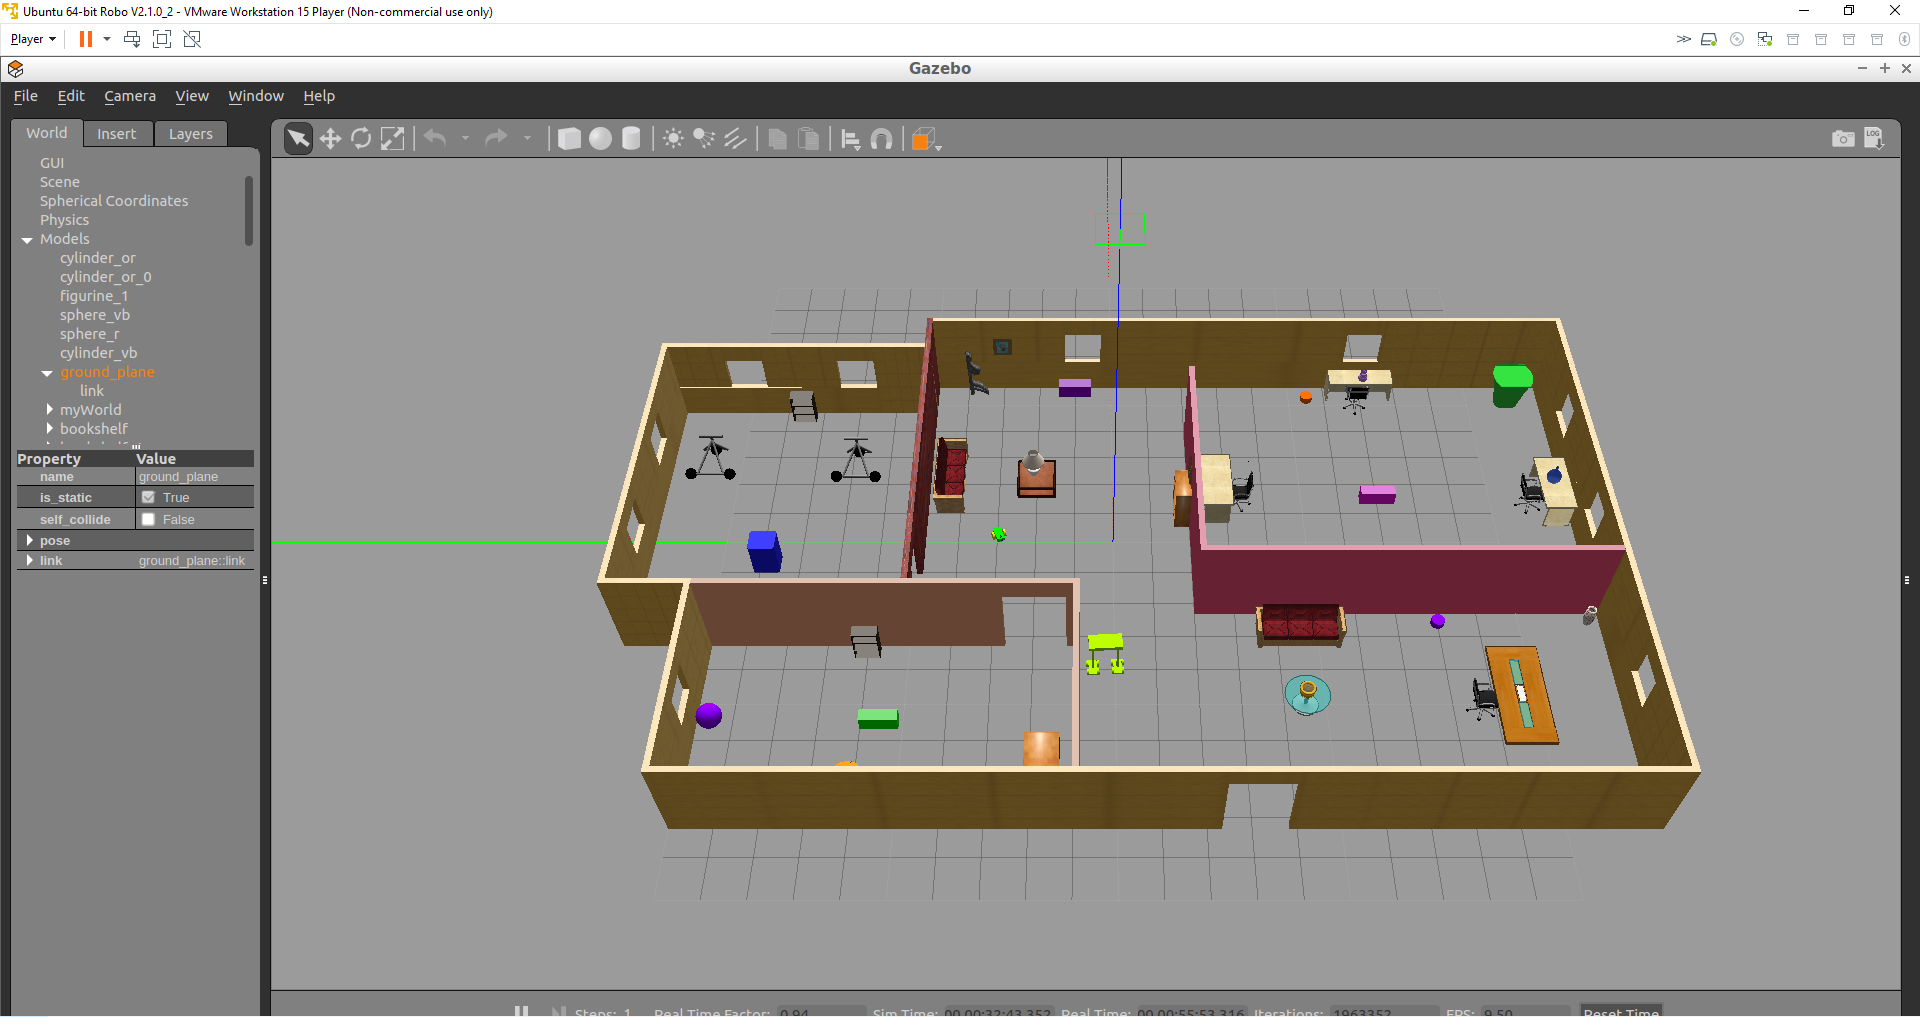 Ubuntu 64-bit Robo V2.1.0_2 - VMware Workstation 15 Player (Non-commercial use only)
Player
Gazebo
File Edit Camera View Window Help
World Insert Layers
LOG
GUI
Scene
Spherical Coordinates
Physics
Models
cylinder_or
cylinder_or_0
figurine_1
sphere_vb
sphere_r
cylinder_vb
ground_plane
link
myWorld
bookshelf
Property Value
name ground_plane
is_static True
self_collide False
pose
link ground_plane::link
Steps: 1 Real Time Factor: 0.94 Sim Time: 00 00:32:43.352 Real Time: 00 00:55:53.316 Iterations: 1963352 FPS: 9.50 Reset Time